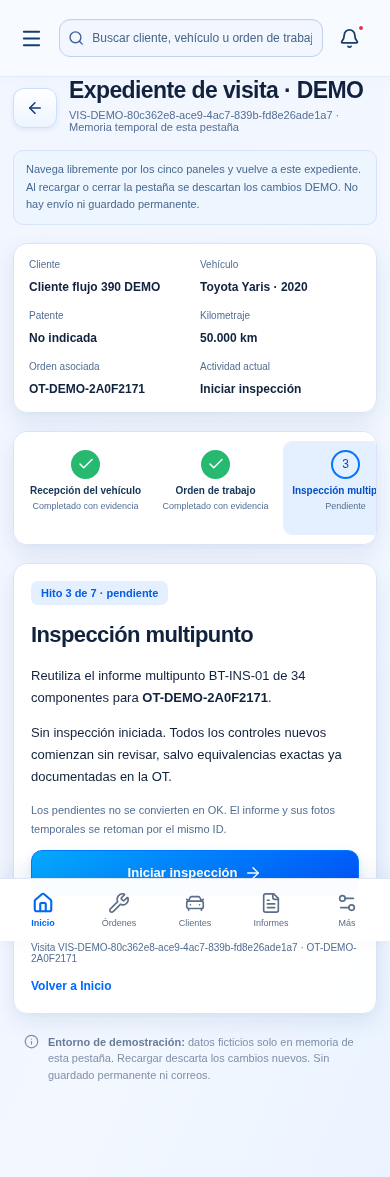 Buscar cliente, vehículo u orden de trabaj
Expediente de visita · DEMO
VIS-DEMO-80c362e8-ace9-4ac7-839b-fd8e26ade1a7 ·
Memoria temporal de esta pestaña
Navega libremente por los cinco paneles y vuelve a este expediente.
Al recargar o cerrar la pestaña se descartan los cambios DEMO. No
hay envío ni guardado permanente.
Cliente
Cliente flujo 390 DEMO
Vehículo
Toyota Yaris · 2020
Patente
No indicada
Kilometraje
50.000 km
Orden asociada
OT-DEMO-2A0F2171
Actividad actual
Iniciar inspección
Recepción del vehículo
Completado con evidencia
Orden de trabajo
Completado con evidencia
3
Inspección multip
Pendiente
Hito 3 de 7 · pendiente
Inspección multipunto
Reutiliza el informe multipunto BT-INS-01 de 34
componentes para OT-DEMO-2A0F2171.
Sin inspección iniciada. Todos los controles nuevos
comienzan sin revisar, salvo equivalencias exactas ya
documentadas en la OT.
Los pendientes no se convierten en OK. El informe y sus fotos
temporales se retoman por el mismo ID.
Iniciar inspección
Inicio
Órdenes
Clientes
Informes
Más
Visita VIS-DEMO-80c362e8-ace9-4ac7-839b-fd8e26ade1a7 · OT-DEMO-
2A0F2171
Volver a Inicio
Entorno de demostración: datos ficticios solo en memoria de
esta pestaña. Recargar descarta los cambios nuevos. Sin
guardado permanente ni correos.